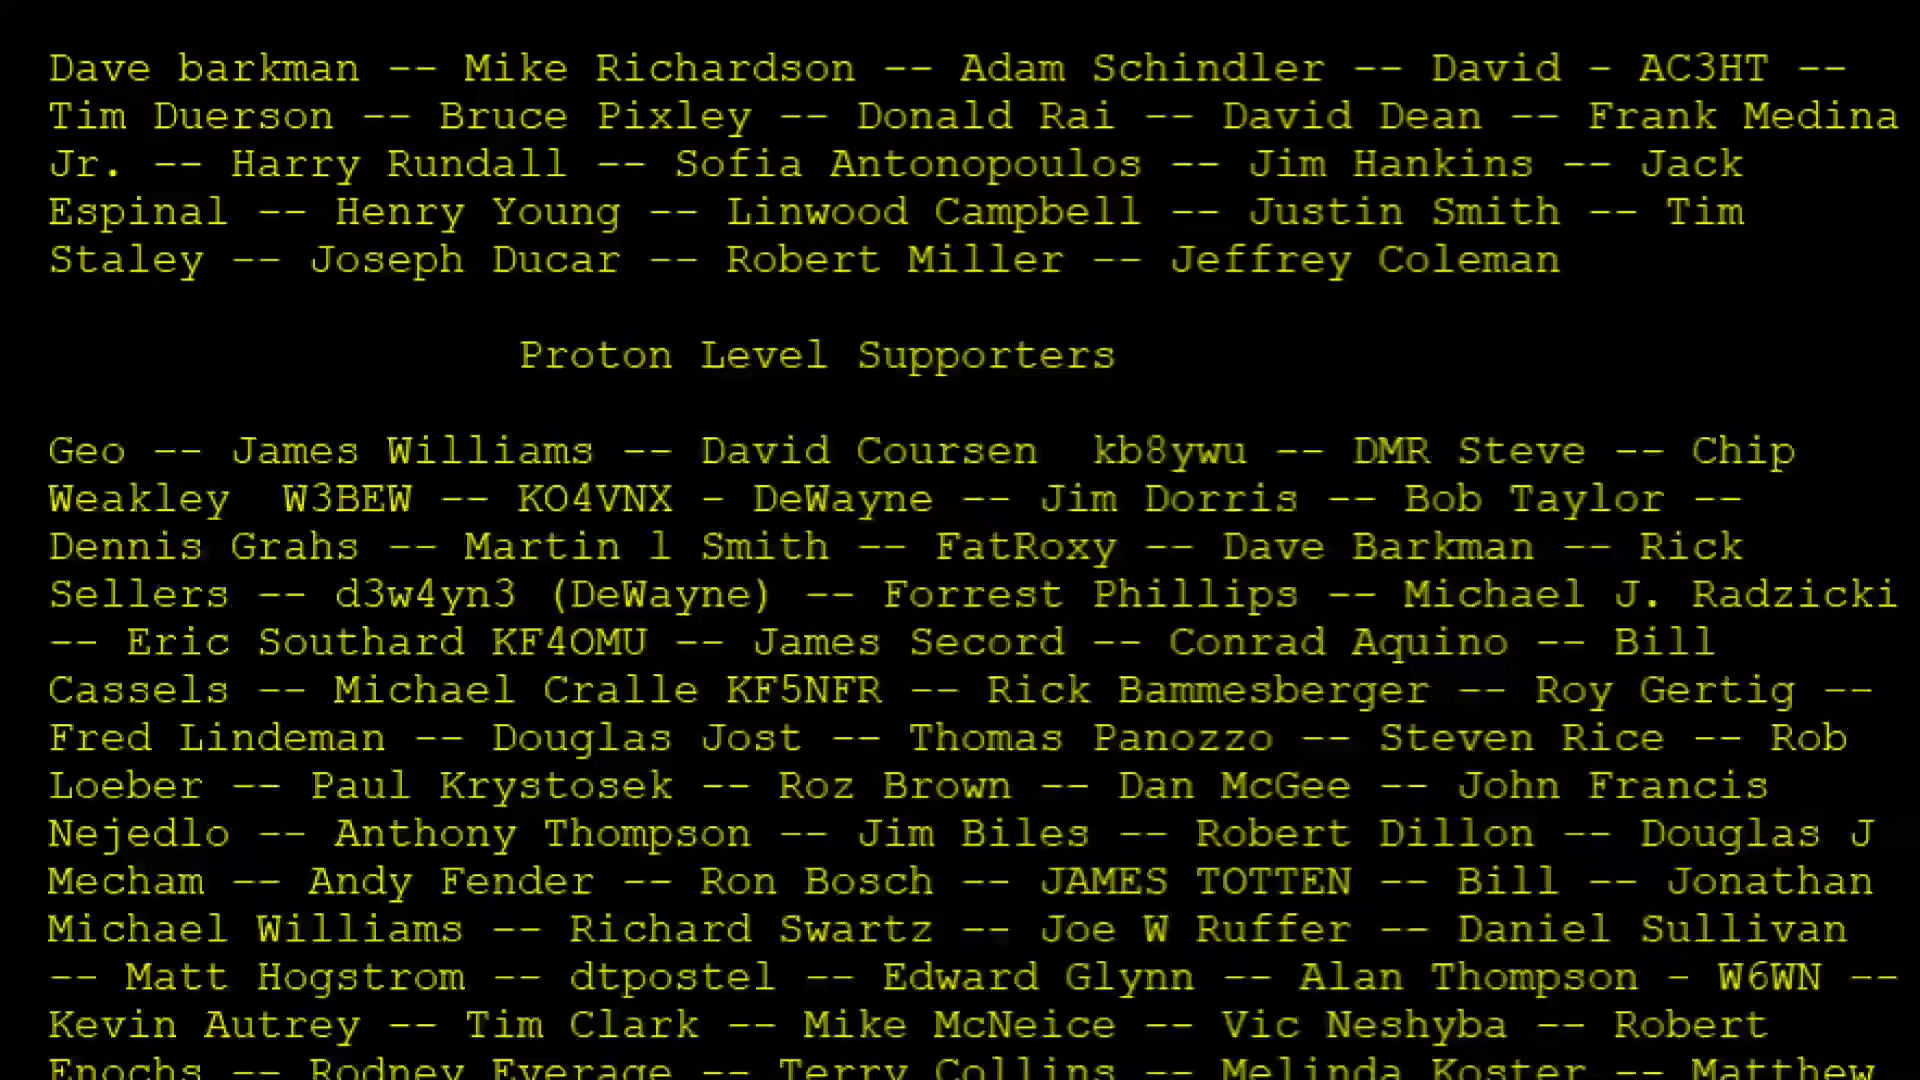 Dave barkman -- Mike Richardson -- Adam Schindler -- David - AC3HT --
Tim Duerson -- Bruce Pixley -- Donald Rai -- David Dean -- Frank Medina
Jr. -- Harry Rundall -- Sofia Antonopoulos -- Jim Hankins -- Jack
Espinal -- Henry Young -- Linwood Campbell -- Justin Smith -- Tim
Staley -- Joseph Ducar -- Robert Miller -- Jeffrey Coleman
Proton Level Supporters
Geo -- James Williams -- David Coursen  kb8ywu -- DMR Steve -- Chip
Weakley  W3BEW -- KO4VNX - DeWayne -- Jim Dorris -- Bob Taylor --
Dennis Grahs -- Martin l Smith -- FatRoxy -- Dave Barkman -- Rick
Sellers -- d3w4yn3 (DeWayne) -- Forrest Phillips -- Michael J. Radzicki
-- Eric Southard KF4OMU -- James Secord -- Conrad Aquino -- Bill
Cassels -- Michael Cralle KF5NFR -- Rick Bammesberger -- Roy Gertig --
Fred Lindeman -- Douglas Jost -- Thomas Panozzo -- Steven Rice -- Rob
Loeber -- Paul Krystosek -- Roz Brown -- Dan McGee -- John Francis
Nejedlo -- Anthony Thompson -- Jim Biles -- Robert Dillon -- Douglas J
Mecham -- Andy Fender -- Ron Bosch -- JAMES TOTTEN -- Bill -- Jonathan
Michael Williams -- Richard Swartz -- Joe W Ruffer -- Daniel Sullivan
-- Matt Hogstrom -- dtpostel -- Edward Glynn -- Alan Thompson - W6WN --
Kevin Autrey -- Tim Clark -- Mike McNeice -- Vic Neshyba -- Robert
Enochs -- Rodney Everage -- Terry Collins -- Melinda Koster -- Matthew